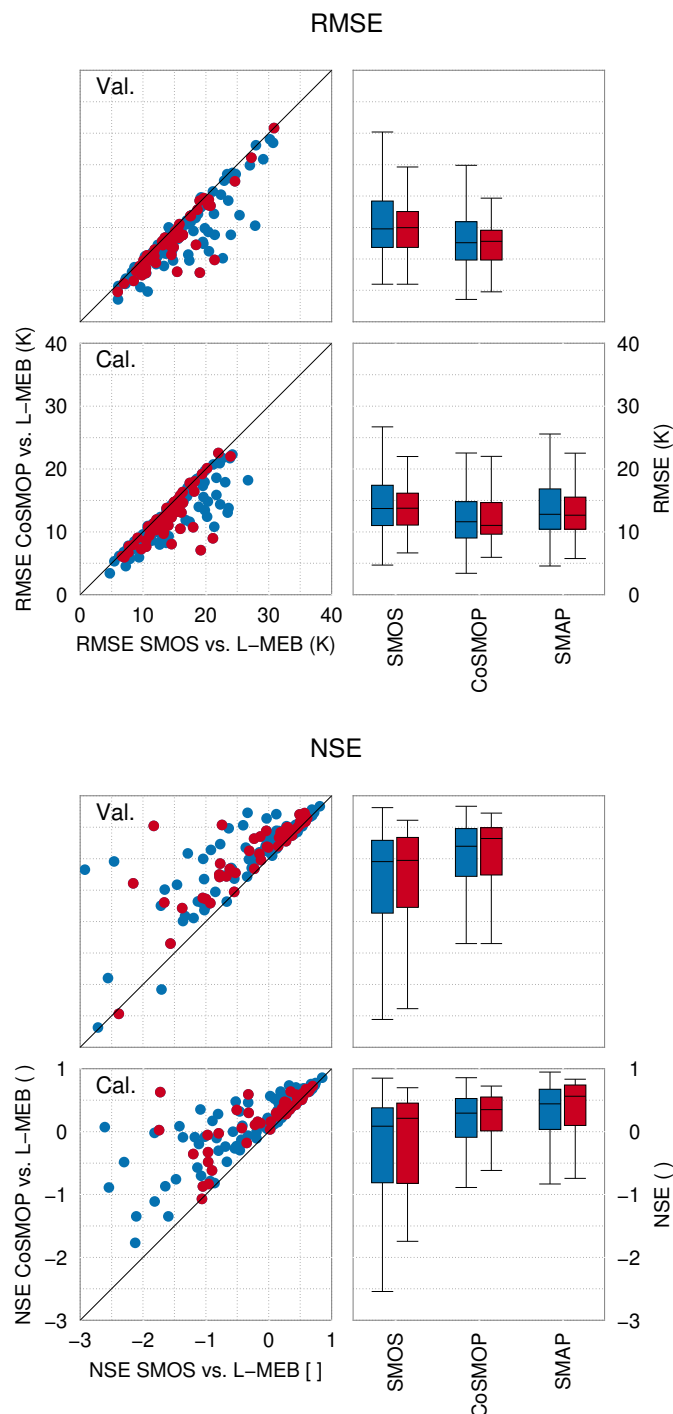 RMSE
Val.
Cal.
RMSE CoSMOP vs. L−MEB (K)
40
30
20
10
0
0 10 20 30 40
RMSE SMOS vs. L−MEB (K)
40
30
20
10
0
RMSE (K)
SMOS
CoSMOP
SMAP
NSE
Val.
Cal.
NSE CoSMOP vs. L−MEB ( )
1
0
−1
−2
−3
−3 −2 −1 0 1
NSE SMOS vs. L−MEB [ ]
1
0
−1
−2
−3
NSE ( )
SMOS
CoSMOP
SMAP